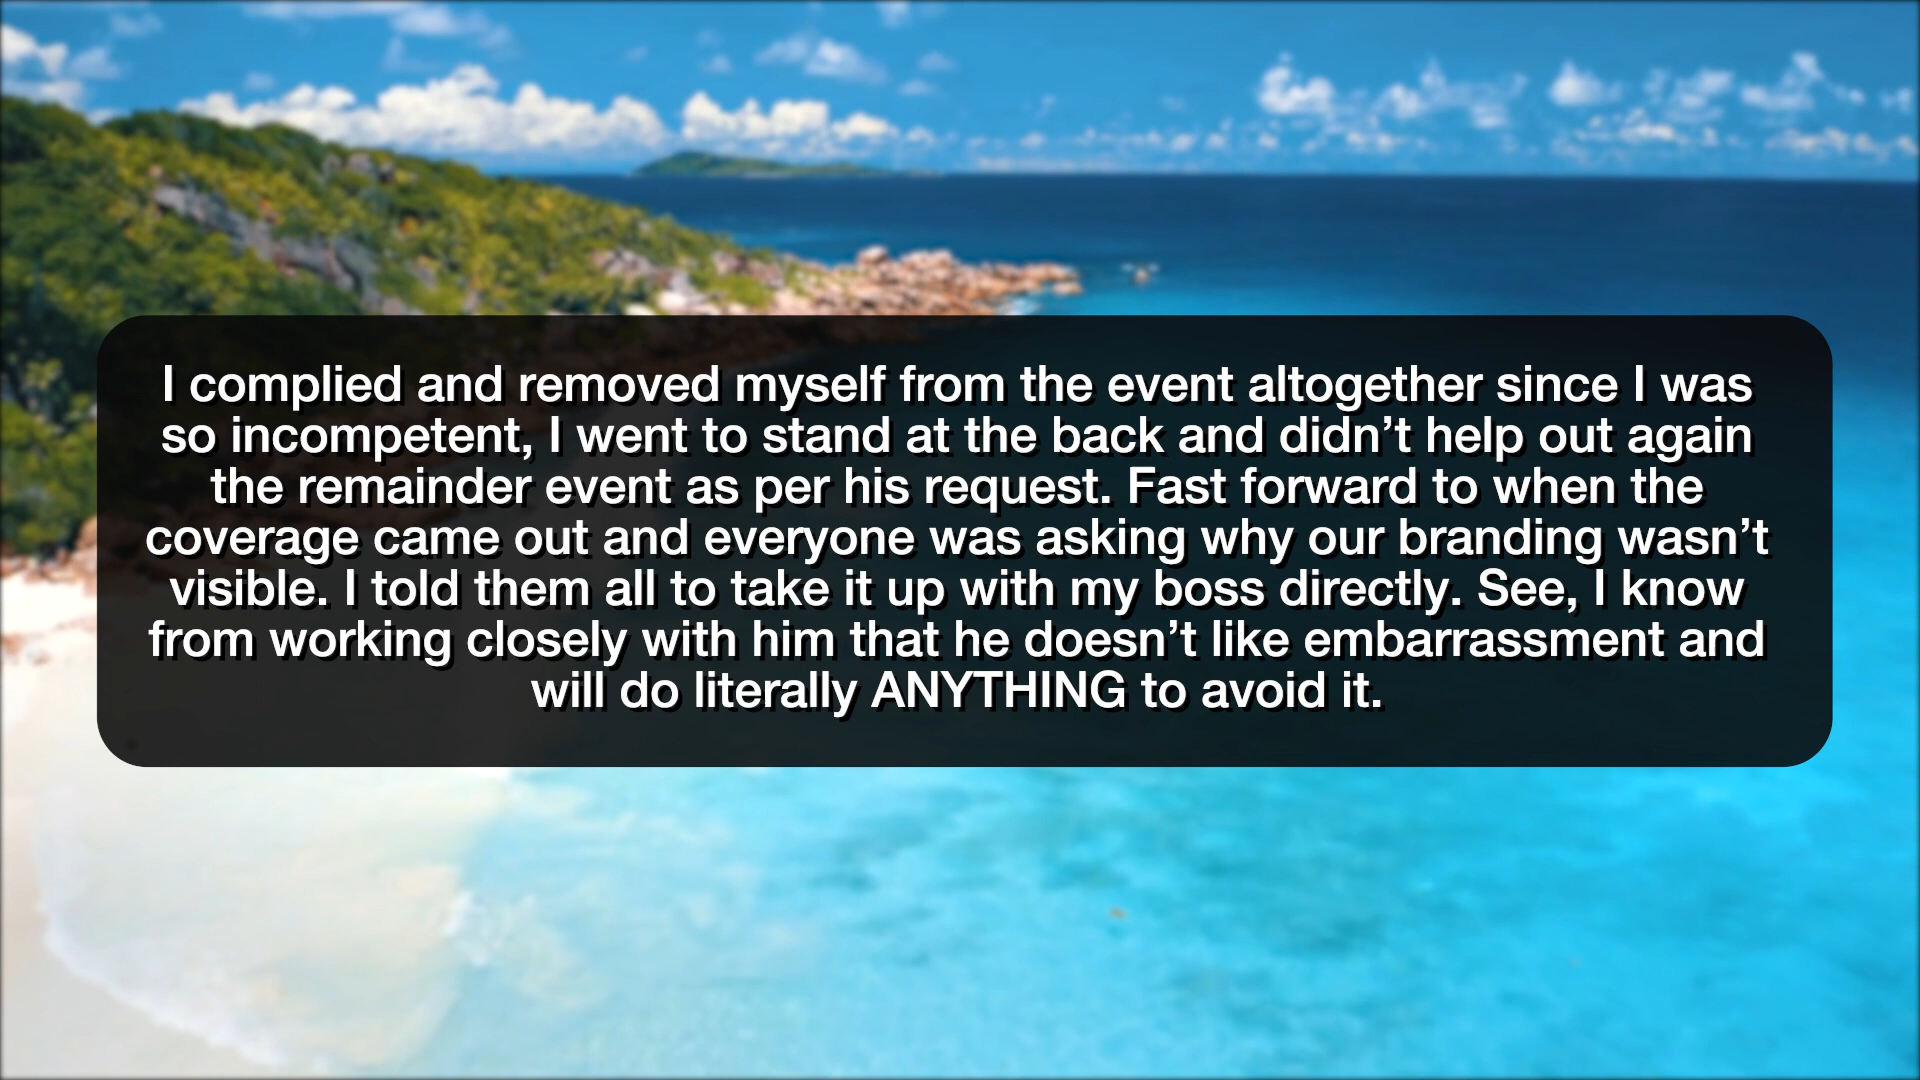 I complied and removed myself from the event altogether since I was
so incompetent, I went to stand at the back and didn’t help out again
the remainder event as per his request. Fast forward to when the
coverage came out and everyone was asking why our branding wasn’t
visible. I told them all to take it up with my boss directly. See, I know
from working closely with him that he doesn’t like embarrassment and
will do literally ANYTHING to avoid it.